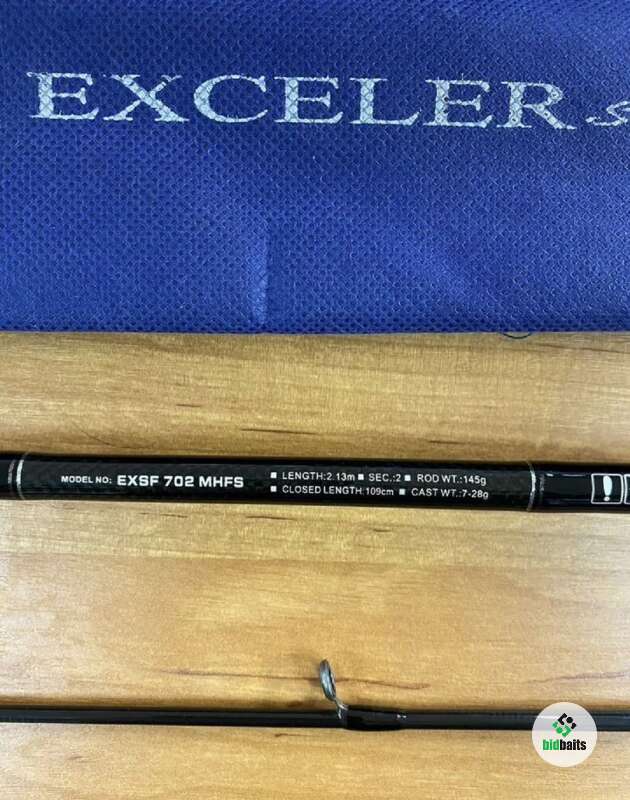 EXCELER
MODEL NO: EXSF 702 MHFS
■ LENGTH:2.13m ■ SEC.:2 ■ ROD WT.:145g
■ CLOSED LENGTH:109cm ■ CAST WT.:7-28g
bidbaits